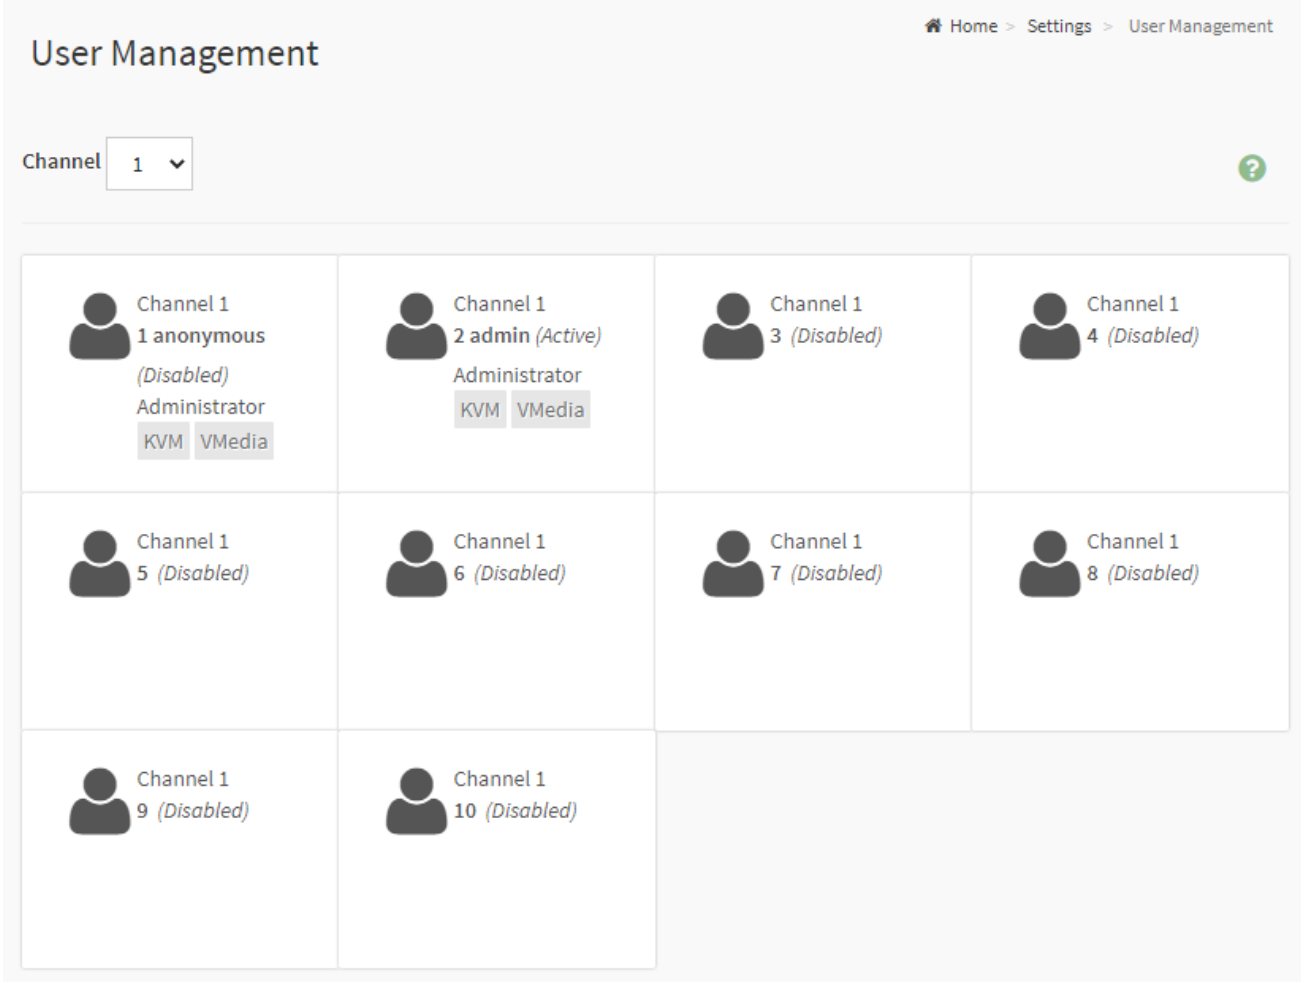 Home > Settings > User Management
User Management
Channel 1
?
Channel 1
1 anonymous
(Disabled)
Administrator
KVM VMedia
Channel 1
2 admin (Active)
Administrator
KVM VMedia
Channel 1
3 (Disabled)
Channel 1
4 (Disabled)
Channel 1
5 (Disabled)
Channel 1
6 (Disabled)
Channel 1
7 (Disabled)
Channel 1
8 (Disabled)
Channel 1
9 (Disabled)
Channel 1
10 (Disabled)